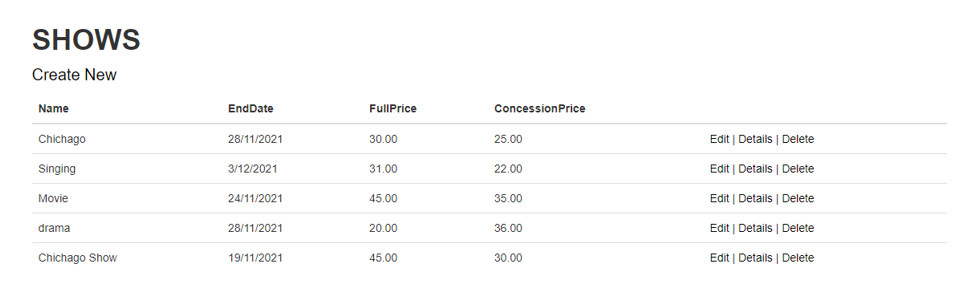 SHOWS
Create New
Name EndDate FullPrice ConcessionPrice
Chichago 28/11/2021 30.00 25.00 Edit | Details | Delete
Singing 3/12/2021 31.00 22.00 Edit | Details | Delete
Movie 24/11/2021 45.00 35.00 Edit | Details | Delete
drama 28/11/2021 20.00 36.00 Edit | Details | Delete
Chichago Show 19/11/2021 45.00 30.00 Edit | Details | Delete